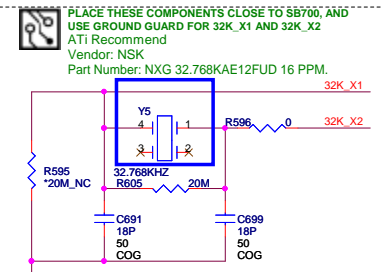 PLACE THESE COMPONENTS CLOSE TO SB700, AND
USE GROUND GUARD FOR 32K_X1 AND 32K_X2
ATi Recommend
Vendor: NSK
Part Number: NXG 32.768KAE12FUD 16 PPM.
32K_X1
Y5
4 1
R596 0
32K_X2
3 2
32.768KHZ
R595
*20M_NC
R605 20M
C691
18P
50
COG
C699
18P
50
COG